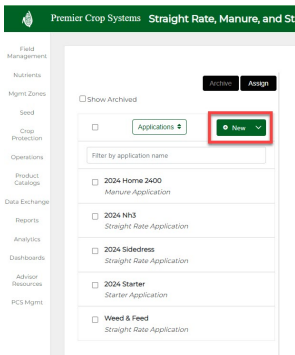 Premier Crop Systems Straight Rate, Manure, and St
Field
Management
Nutrients
Mgmt Zones
Seed
Crop
Protection
Operations
Product
Catalogs
Data Exchange
Reports
Analytics
Dashboards
Advisor
Resources
PCS Mgmt
Archive Assign
Show Archived
Applications
New
Filter by application name
2024 Home 2400
Manure Application
2024 Nh3
Straight Rate Application
2024 Sidedress
Straight Rate Application
2024 Starter
Starter Application
Weed & Feed
Straight Rate Application